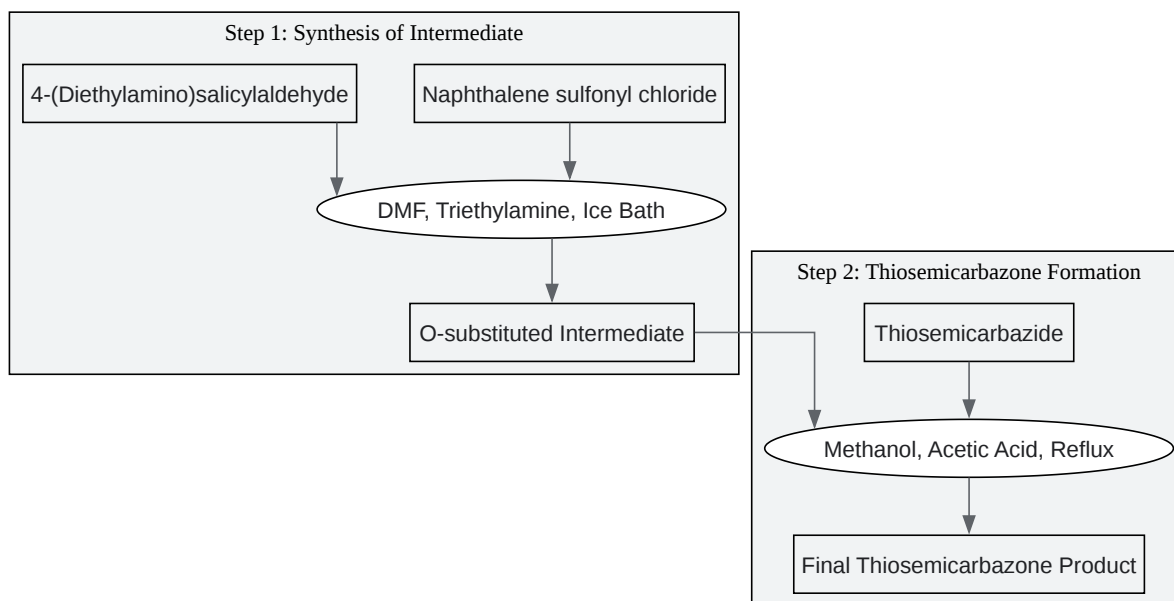 Step 1: Synthesis of Intermediate
4-(Diethylamino)salicylaldehyde
Naphthalene sulfonyl chloride
DMF, Triethylamine, Ice Bath
O-substituted Intermediate
Step 2: Thiosemicarbazone Formation
Thiosemicarbazide
Methanol, Acetic Acid, Reflux
Final Thiosemicarbazone Product